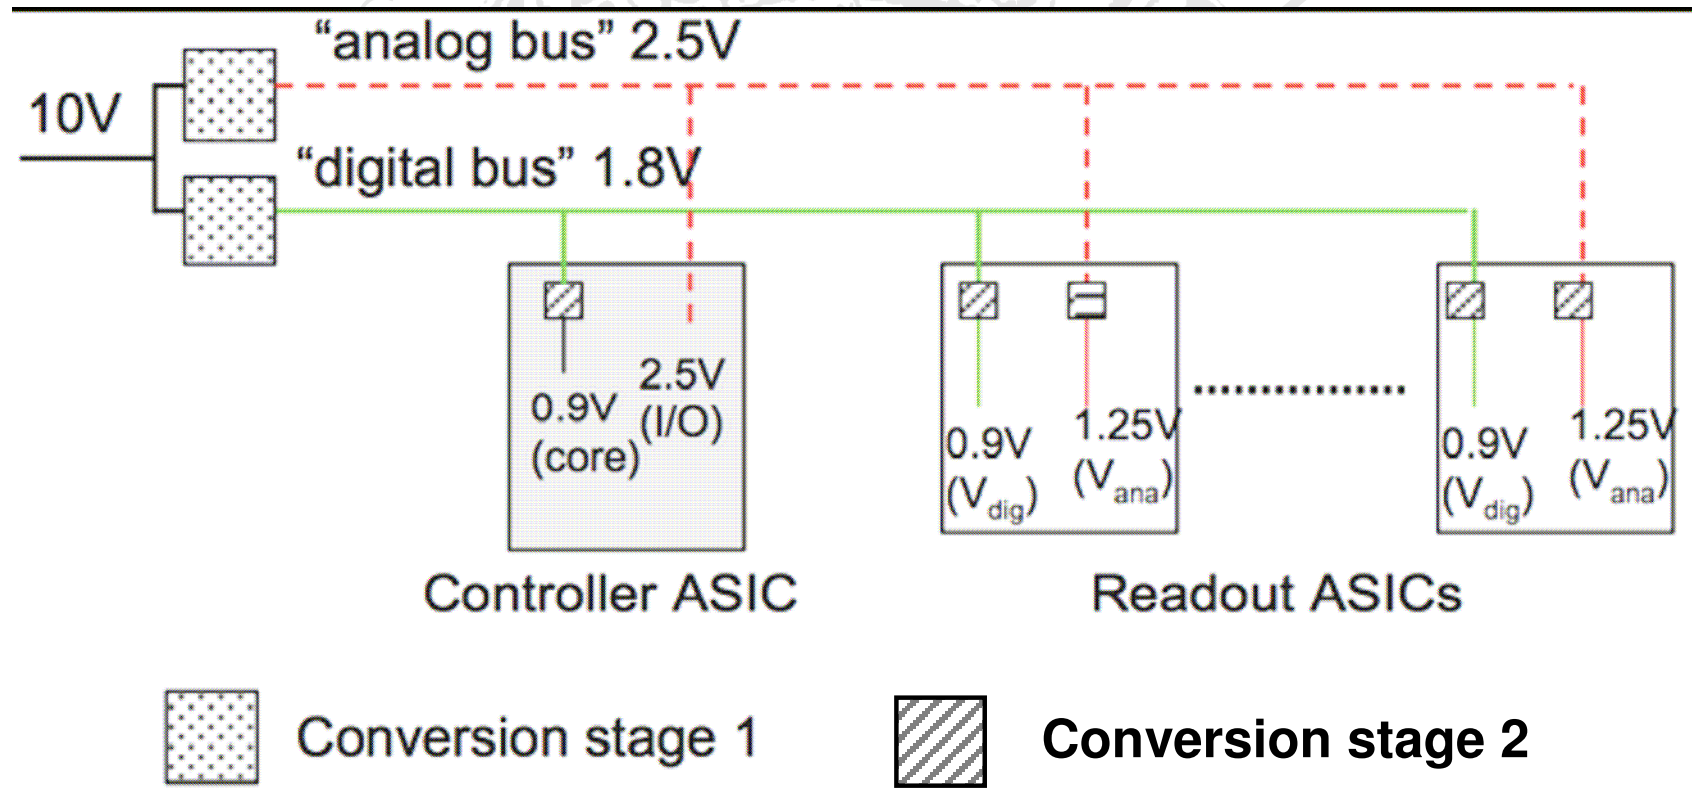 “analog bus” 2.5V
10V
“digital bus” 1.8V
0.9V
(core)
2.5V
(I/O)
0.9V
(Vdig)
1.25V
(Vana)
0.9V
(Vdig)
1.25V
(Vana)
Controller ASIC
Readout ASICs
Conversion stage 1
Conversion stage 2